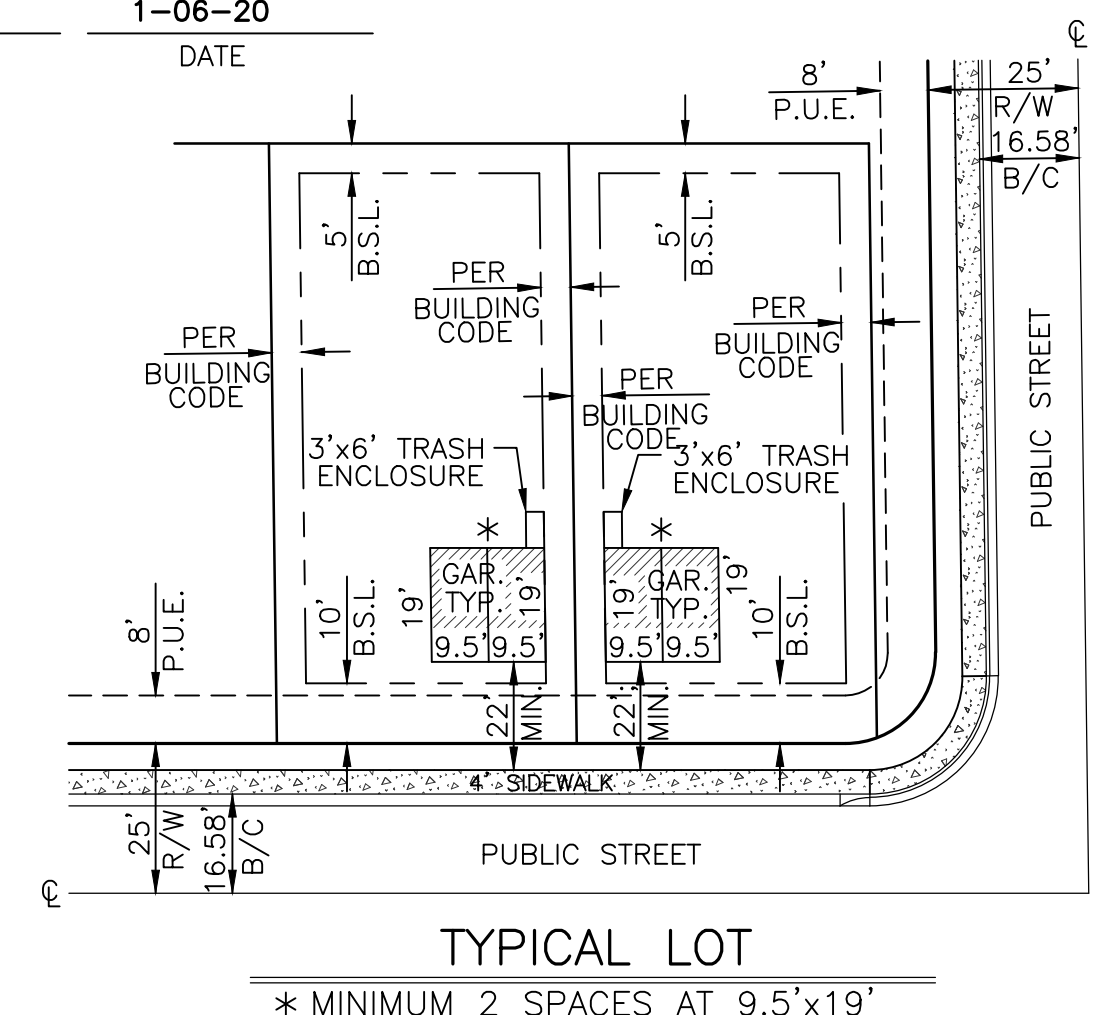 1-06-20
DATE
℄
8'
P.U.E.
25'
R/W
16.58'
B/C
5'
B.S.L.
5'
B.S.L.
PER
BUILDING
CODE
PER
BUILDING
CODE
PER
BUILDING
CODE
PER
BUILDING
CODE
PUBLIC STREET
3'x6' TRASH
ENCLOSURE
3'x6' TRASH
ENCLOSURE
*
*
GAR.
TYP.
19'
19'
9.5'
9.5'
GAR.
TYP.
19'
19'
9.5'
9.5'
8'
P.U.E.
10'
B.S.L.
10'
B.S.L.
22'
MIN.
22'
MIN.
4' SIDEWALK
25'
R/W
16.58'
B/C
PUBLIC STREET
℄
TYPICAL LOT
* MINIMUM 2 SPACES AT 9.5'x19'